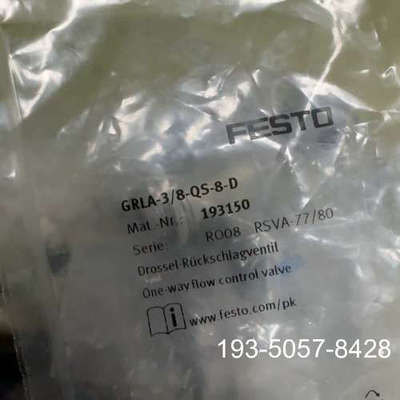 FESTO
GRLA-3/8-QS-8-D
Mat.-Nr.: 193150
Serie: R008 RSVA-77/80
Drossel-Rückschlagventil
One-way flow control valve
www.festo.com/pk
193-5057-8428